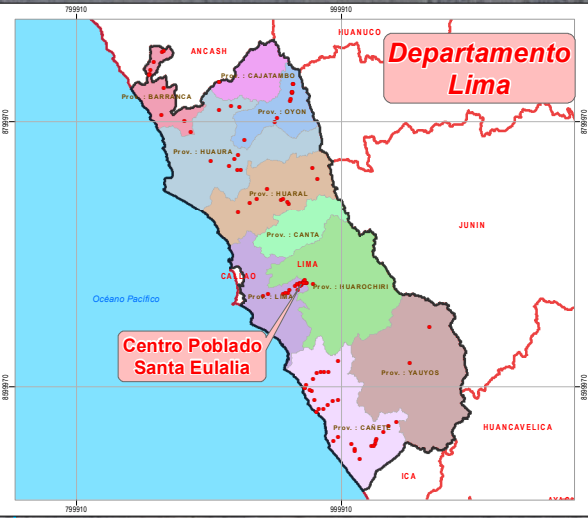 799910
999910
HUANUCO
ANCASH
Departamento
Lima
Prov. : CAJATAMBO
Prov. : BARRANCA
Prov. : OYON
8799970
8799970
Prov. : HUAURA
Prov. : HUARAL
JUNIN
Prov. : CANTA
LIMA
CALLAO
Prov. : LIMA
Prov. : HUAROCHIRI
Océano Pacífico
Centro Poblado
Santa Eulalia
Prov. : YAUYOS
8599970
8599970
Prov. : CAÑETE
HUANCAVELICA
ICA
799910
999910